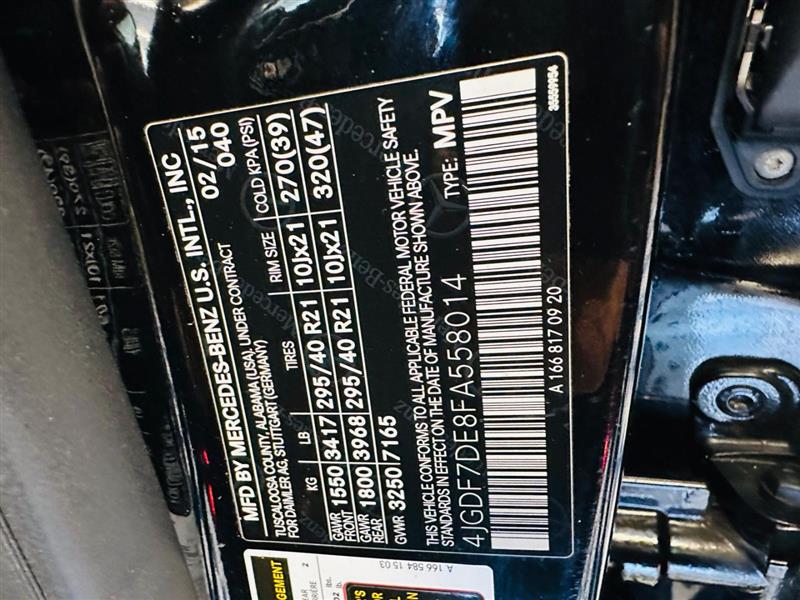 MFD BY MERCEDES-BENZ U.S. INTL., INC
TUSCALOOSA COUNTY, ALABAMA (USA), UNDER CONTRACT 02/15
FOR DAIMLER AG, STUTTGART (GERMANY) 040
KG LB TIRES RIM SIZE COLD KPA (PSI)
GAWR FRONT 1550 3417 295/40 R21 10Jx21 270(39)
GAWR REAR 1800 3968 295/40 R21 10Jx21 320(47)
GVWR 3250 7165
THIS VEHICLE CONFORMS TO ALL APPLICABLE FEDERAL MOTOR VEHICLE SAFETY
STANDARDS IN EFFECT ON THE DATE OF MANUFACTURE SHOWN ABOVE.
4JGDF7DE8FA558014 TYPE: MPV
A 166 817 09 20
35559954
A 166 584 15 03